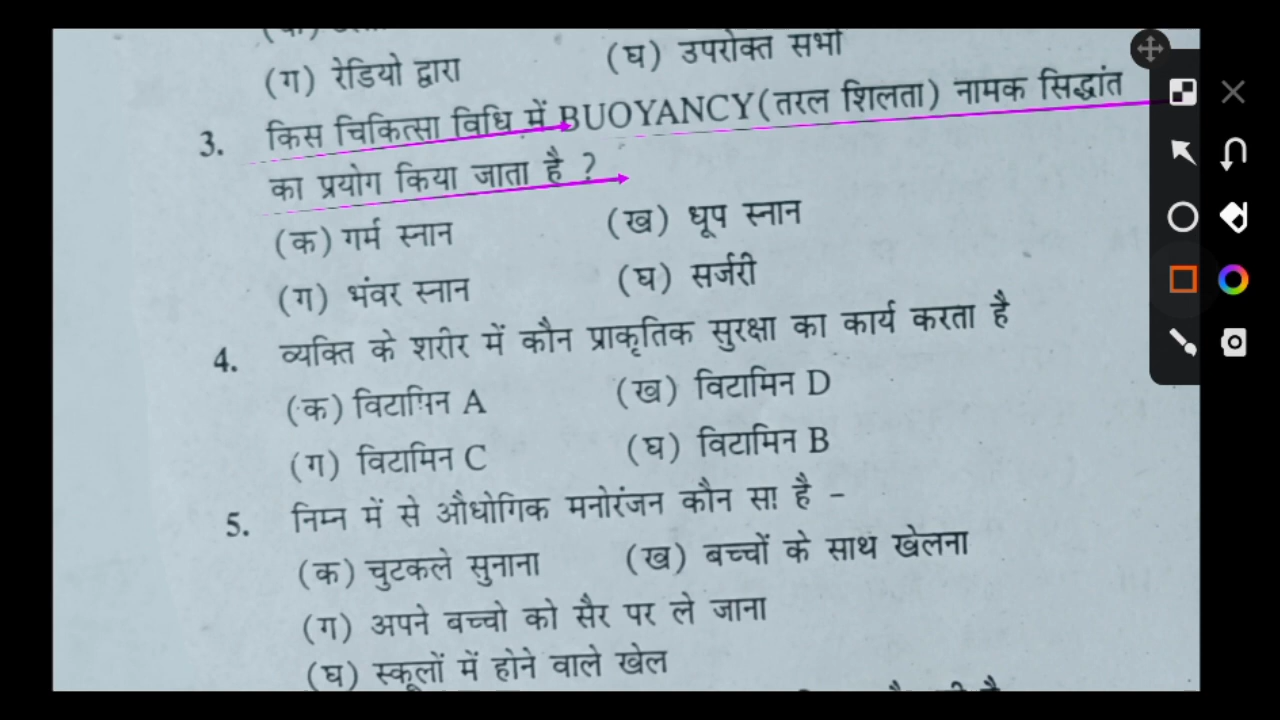 (ग) रेडियो द्वारा (घ) उपरोक्त सभी
3. किस चिकित्सा विधि में BUOYANCY(तरल शिलता) नामक सिद्धांत
का प्रयोग किया जाता है ?
(क) गर्म स्नान (ख) धूप स्नान
(ग) भंवर स्नान (घ) सर्जरी
4. व्यक्ति के शरीर में कौन प्राकृतिक सुरक्षा का कार्य करता है
(क) विटामिन A (ख) विटामिन D
(ग) विटामिन C (घ) विटामिन B
5. निम्न में से औधोगिक मनोरंजन कौन सा है -
(क) चुटकले सुनाना (ख) बच्चों के साथ खेलना
(ग) अपने बच्चो को सैर पर ले जाना
(घ) स्कूलों में होने वाले खेल